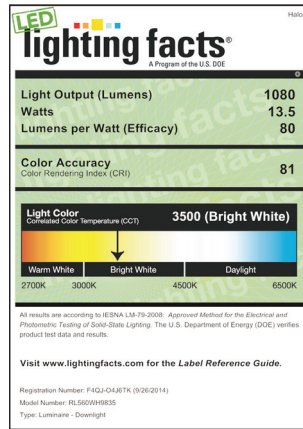 Halo
LED
lighting facts®
A Program of the U.S. DOE
Light Output (Lumens) 1080
Watts 13.5
Lumens per Watt (Efficacy) 80
Color Accuracy
Color Rendering Index (CRI) 81
Light Color
Correlated Color Temperature (CCT) 3500 (Bright White)
Warm White Bright White Daylight
2700K 3000K 4500K 6500K
All results are according to IESNA LM-79-2008: Approved Method for the Electrical and
Photometric Testing of Solid-State Lighting. The U.S. Department of Energy (DOE) verifies
product test data and results.
Visit www.lightingfacts.com for the Label Reference Guide.
Registration Number: F4QJ-O4J6TK (9/26/2014)
Model Number: RL560WH9835
Type: Luminaire - Downlight